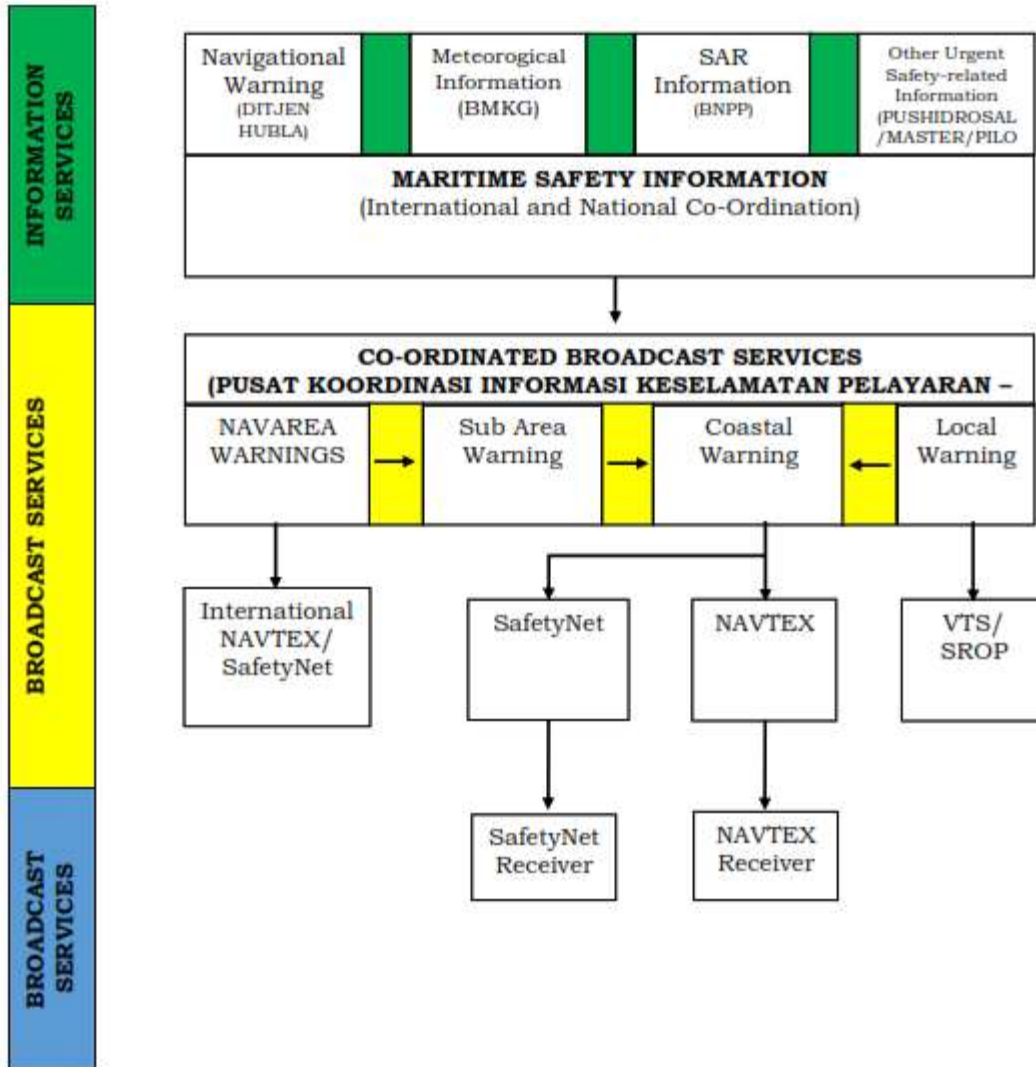 INFORMATION
SERVICES
Navigational
Warning
(DITJEN
HUBLA)
Meteorogical
Information
(BMKG)
SAR
Information
(BNPP)
Other Urgent
Safety-related
Information
(PUSHIDROSAL
/MASTER/PILO
MARITIME SAFETY INFORMATION
(International and National Co-Ordination)
BROADCAST SERVICES
CO-ORDINATED BROADCAST SERVICES
(PUSAT KOORDINASI INFORMASI KESELAMATAN PELAYARAN –
NAVAREA
WARNINGS
Sub Area
Warning
Coastal
Warning
Local
Warning
International
NAVTEX/
SafetyNet
SafetyNet
NAVTEX
VTS/
SROP
BROADCAST
SERVICES
SafetyNet
Receiver
NAVTEX
Receiver